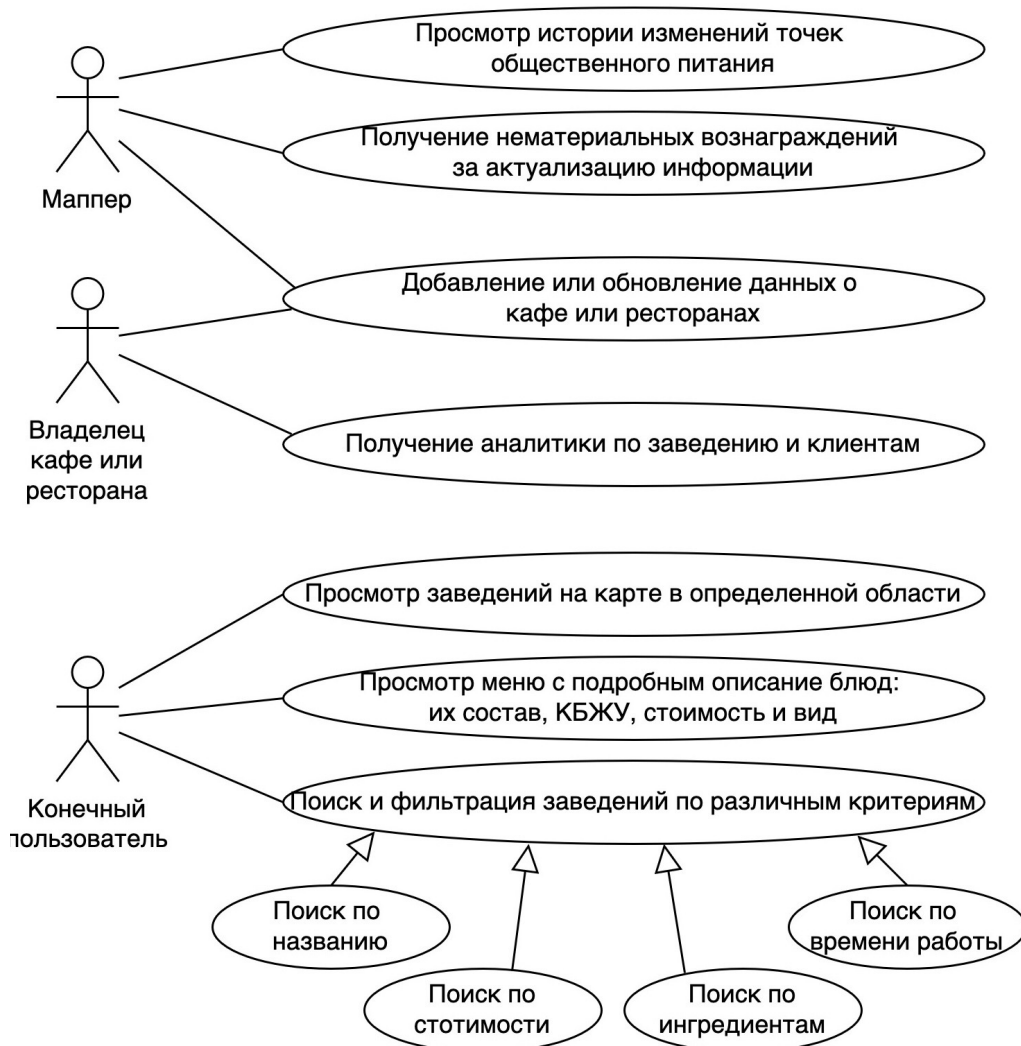 Просмотр истории изменений точек
общественного питания
Получение нематериальных вознаграждений
за актуализацию информации
Маппер
Добавление или обновление данных о
кафе или ресторанах
Владелец
кафе или
ресторана
Получение аналитики по заведению и клиентам
Просмотр заведений на карте в определенной области
Просмотр меню с подробным описание блюд:
их состав, КБЖУ, стоимость и вид
Поиск и фильтрация заведений по различным критериям
Конечный
пользователь
Поиск по
названию
Поиск по
времени работы
Поиск по
стотимости
Поиск по
ингредиентам